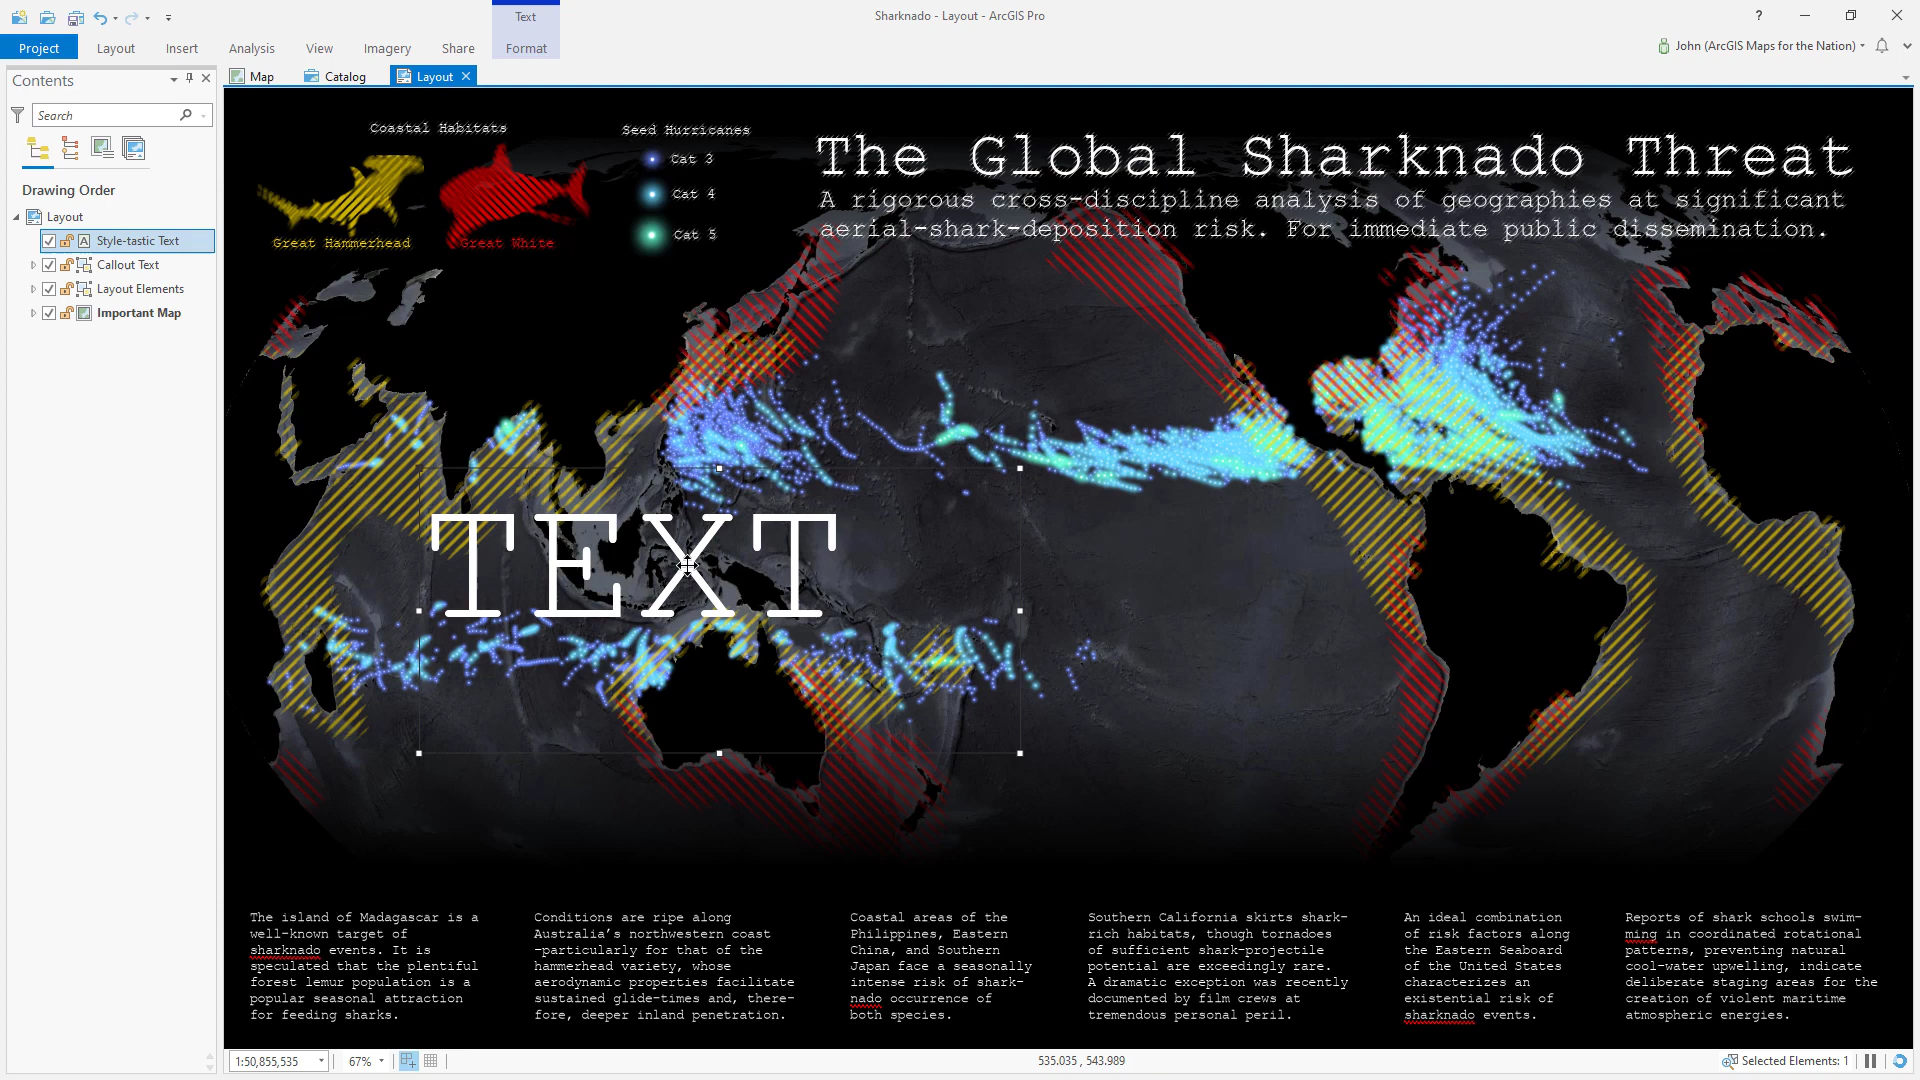 Text
Sharknado - Layout - ArcGIS Pro
?
Project
Layout
Insert
Analysis
View
Imagery
Share
Format
John (ArcGIS Maps for the Nation)
Contents
Map
Catalog
Layout
Search
Drawing Order
Layout
Style-tastic Text
Callout Text
Layout Elements
Important Map
Coastal Habitats
Great Hammerhead
Great White
Seed Hurricanes
Cat 3
Cat 4
Cat 5
The Global Sharknado Threat
A rigorous cross-discipline analysis of geographies at significant
aerial-shark-deposition risk. For immediate public dissemination.
TEXT
The island of Madagascar is a
well-known target of
sharknado events. It is
speculated that the plentiful
forest lemur population is a
popular seasonal attraction
for feeding sharks.
Conditions are ripe along
Australia's northwestern coast
-particularly for that of the
hammerhead variety, whose
aerodynamic properties facilitate
sustained glide-times and, there-
fore, deeper inland penetration.
Coastal areas of the
Philippines, Eastern
China, and Southern
Japan face a seasonally
intense risk of shark-
nado occurrence of
both species.
Southern California skirts shark-
rich habitats, though tornadoes
of sufficient shark-projectile
potential are exceedingly rare.
A dramatic exception was recently
documented by film crews at
tremendous personal peril.
An ideal combination
of risk factors along
the Eastern Seaboard
of the United States
characterizes an
existential risk of
sharknado events.
Reports of shark schools swim-
ming in coordinated rotational
patterns, preventing natural
cool-water upwelling, indicate
deliberate staging areas for the
creation of violent maritime
atmospheric energies.
1:50,855,535
67%
535.035 , 543.989
Selected Elements: 1